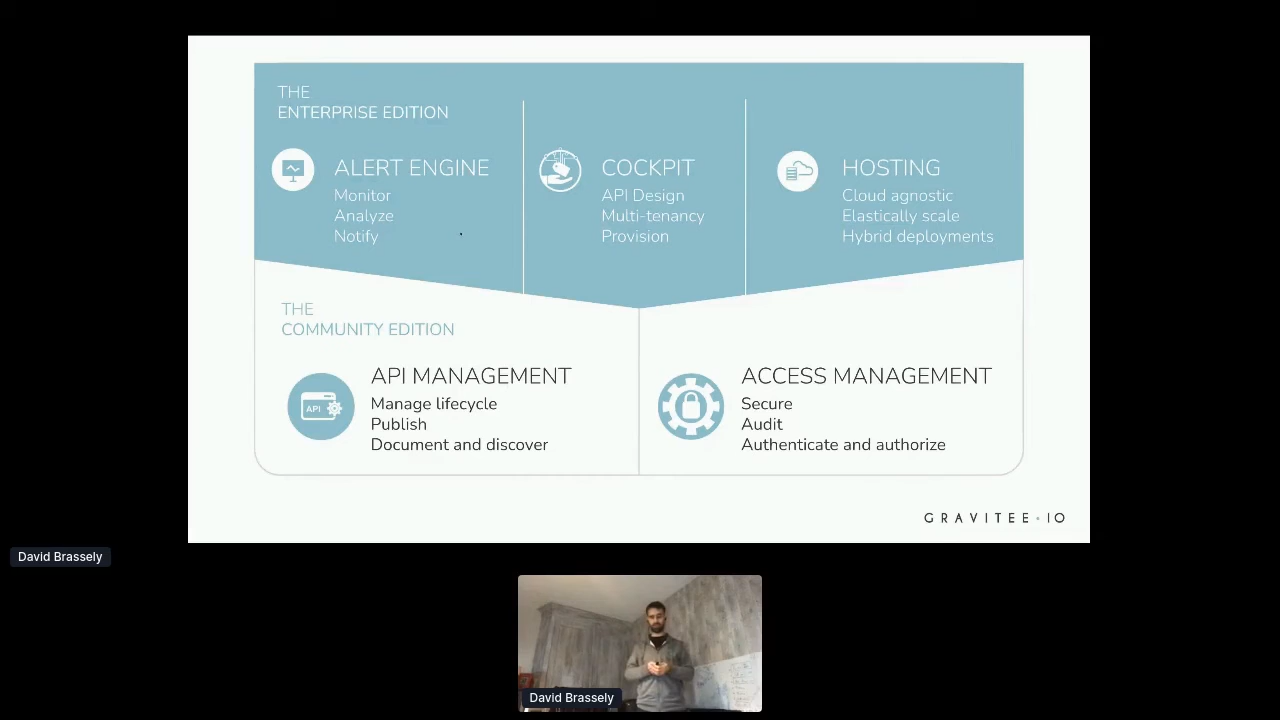 THE
ENTERPRISE EDITION
ALERT ENGINE
Monitor
Analyze
Notify
COCKPIT
API Design
Multi-tenancy
Provision
HOSTING
Cloud agnostic
Elastically scale
Hybrid deployments
THE
COMMUNITY EDITION
API
API MANAGEMENT
Manage lifecycle
Publish
Document and discover
ACCESS MANAGEMENT
Secure
Audit
Authenticate and authorize
GRAVITEE·IO
David Brassely
David Brassely